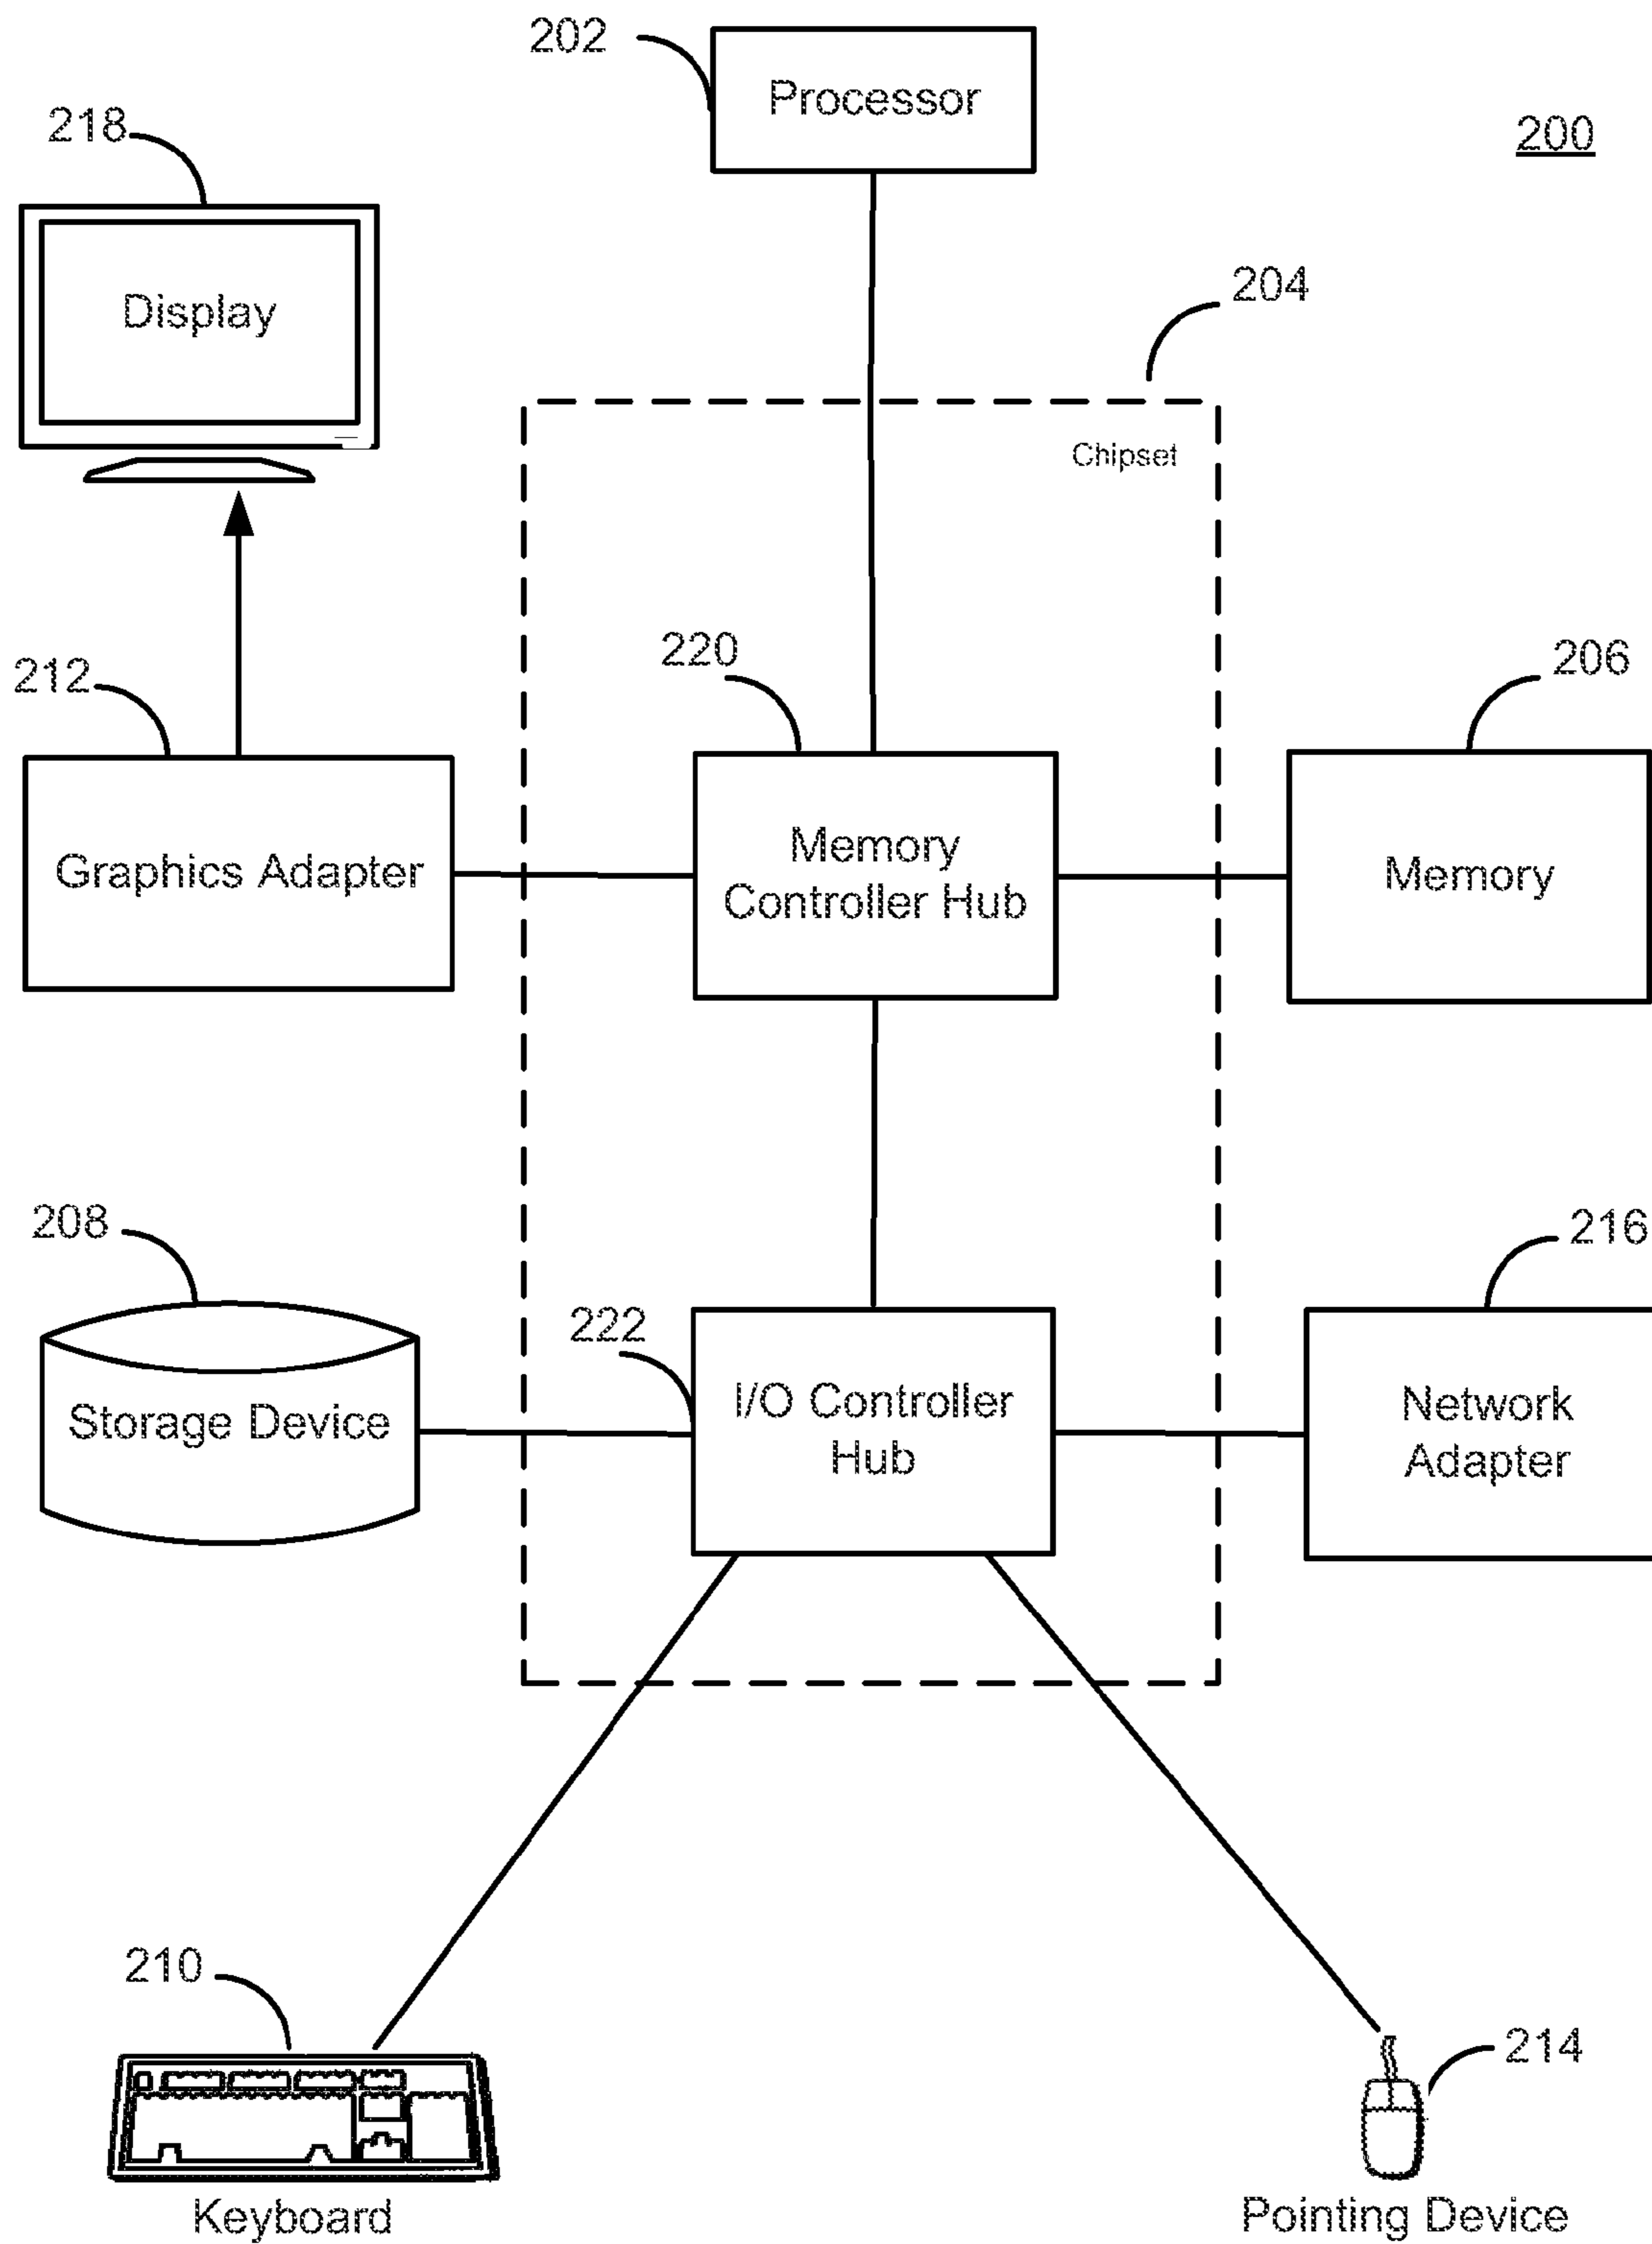 202
Processor
200
218
Display
204
Chipset
220
206
212
Graphics Adapter
Memory
Controller Hub
Memory
208
216
222
Storage Device
I/O Controller
Hub
Network
Adapter
210
214
Keyboard
Pointing Device